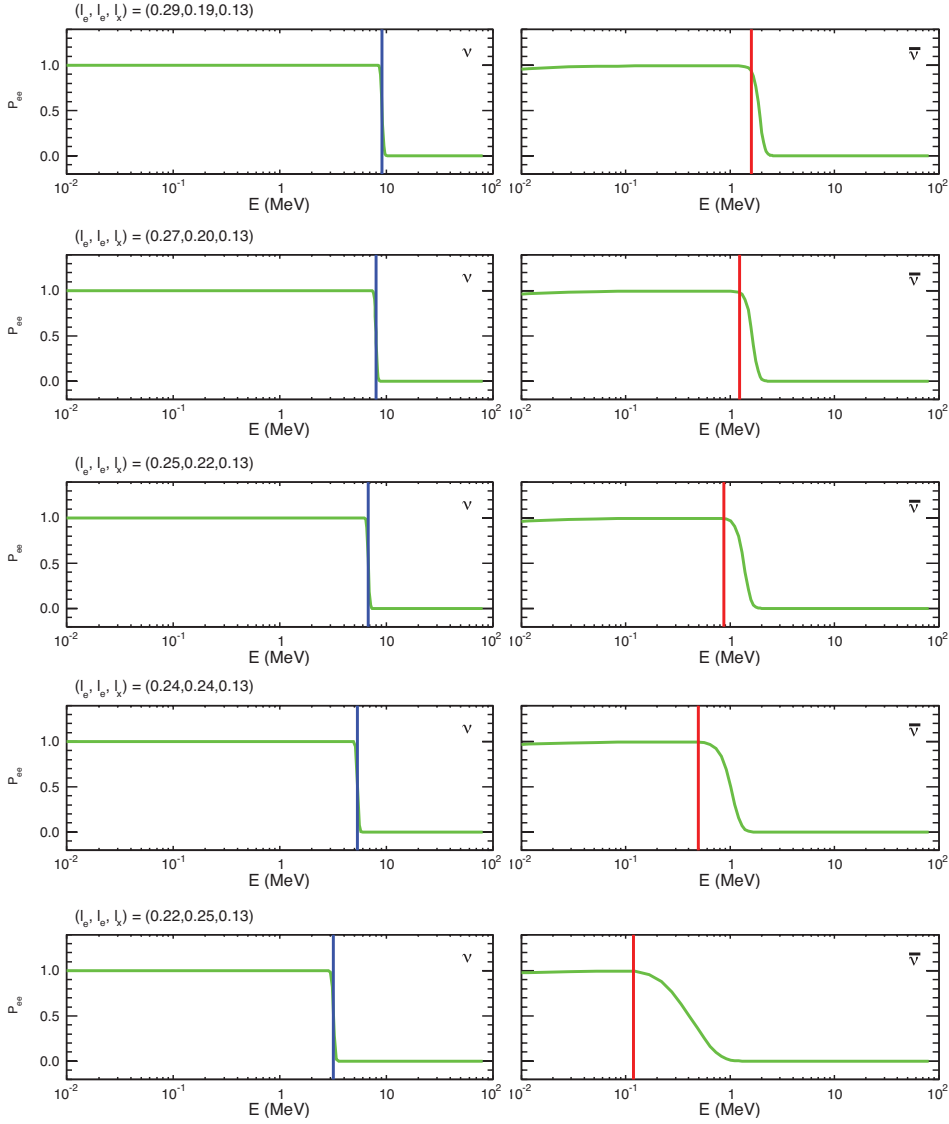 (l_e, l_e, l_x) = (0.29,0.19,0.13)
ν ν̅
P_ee 1.0 0.5 0.0
10^-2 10^-1 1 10 10^2 10^-2 10^-1 1 10 10^2
E (MeV) E (MeV)
(l_e, l_e, l_x) = (0.27,0.20,0.13)
ν ν̅
P_ee 1.0 0.5 0.0
10^-2 10^-1 1 10 10^2 10^-2 10^-1 1 10 10^2
E (MeV) E (MeV)
(l_e, l_e, l_x) = (0.25,0.22,0.13)
ν ν̅
P_ee 1.0 0.5 0.0
10^-2 10^-1 1 10 10^2 10^-2 10^-1 1 10 10^2
E (MeV) E (MeV)
(l_e, l_e, l_x) = (0.24,0.24,0.13)
ν ν̅
P_ee 1.0 0.5 0.0
10^-2 10^-1 1 10 10^2 10^-2 10^-1 1 10 10^2
E (MeV) E (MeV)
(l_e, l_e, l_x) = (0.22,0.25,0.13)
ν ν̅
P_ee 1.0 0.5 0.0
10^-2 10^-1 1 10 10^2 10^-2 10^-1 1 10 10^2
E (MeV) E (MeV)